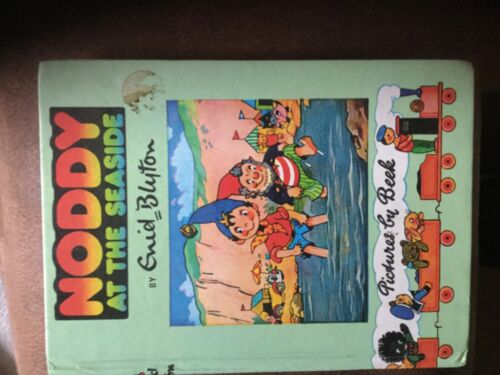 NODDY
AT THE SEASIDE
BY Enid Blyton
Pictures by Beek